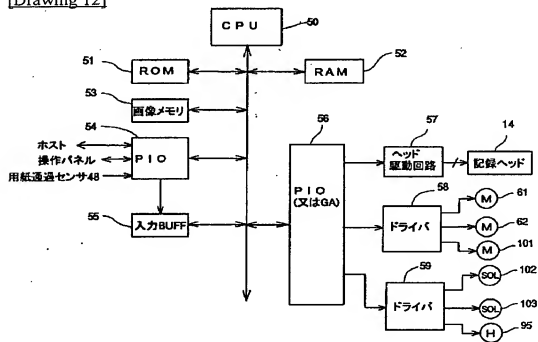 [Drawing 12]
50
CPU
51
ROM
52
RAM
53
画像メモリ
54
ホスト
操作パネル
用紙通過センサ48
PIO
55
入力BUFF
56
PIO
(又はGA)
57
ヘッド
駆動回路
14
記録ヘッド
58
ドライバ
61
M
62
M
101
M
59
ドライバ
102
SOL
103
SOL
95
H